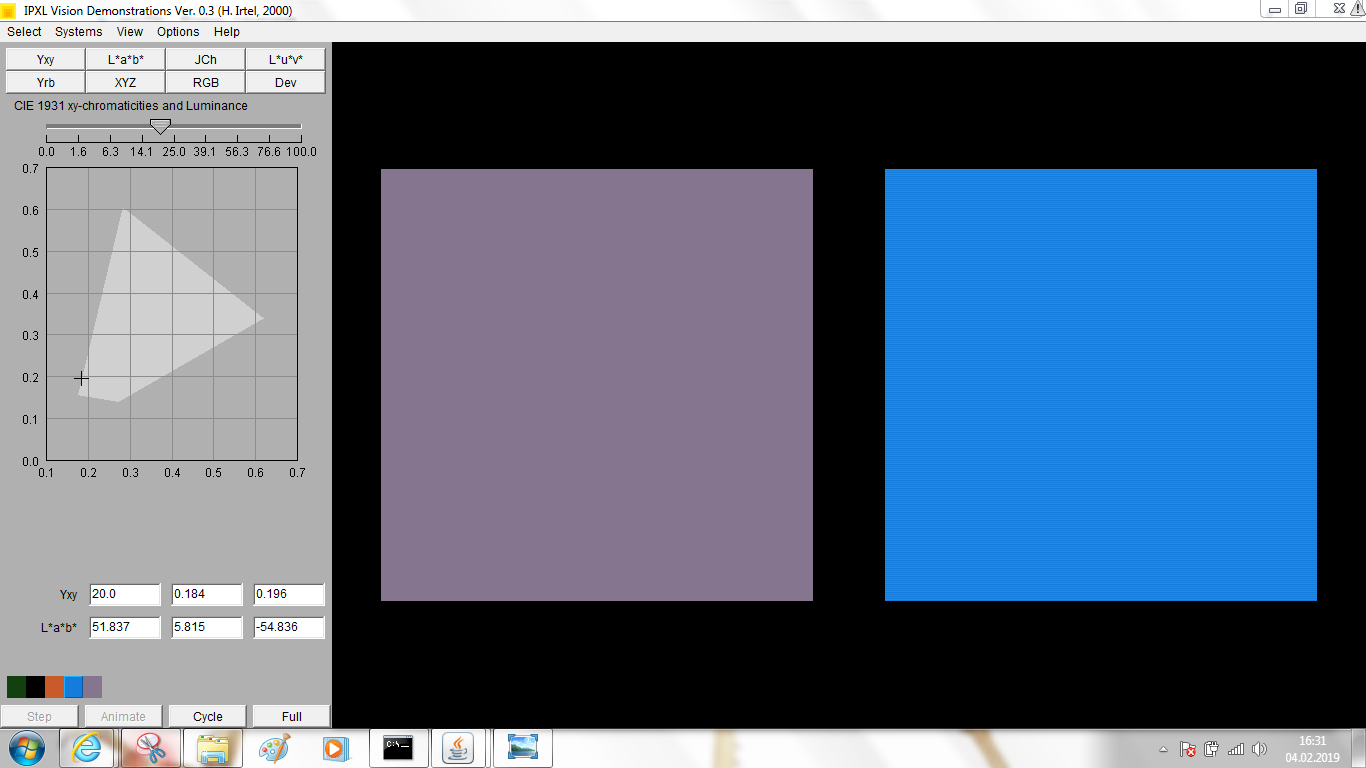 IPXL Vision Demonstrations Ver. 0.3 (H. Irtel, 2000)
Select Systems View Options Help
Yxy L*a*b* JCh L*u*v*
Yrb XYZ RGB Dev
CIE 1931 xy-chromaticities and Luminance
0.0 1.6 6.3 14.1 25.0 39.1 56.3 76.6 100.0
0.7
0.6
0.5
0.4
0.3
0.2
0.1
0.0
0.1 0.2 0.3 0.4 0.5 0.6 0.7
Yxy 20.0 0.184 0.196
L*a*b* 51.837 5.815 -54.836
Step Animate Cycle Full
C:\
16:31
04.02.2019